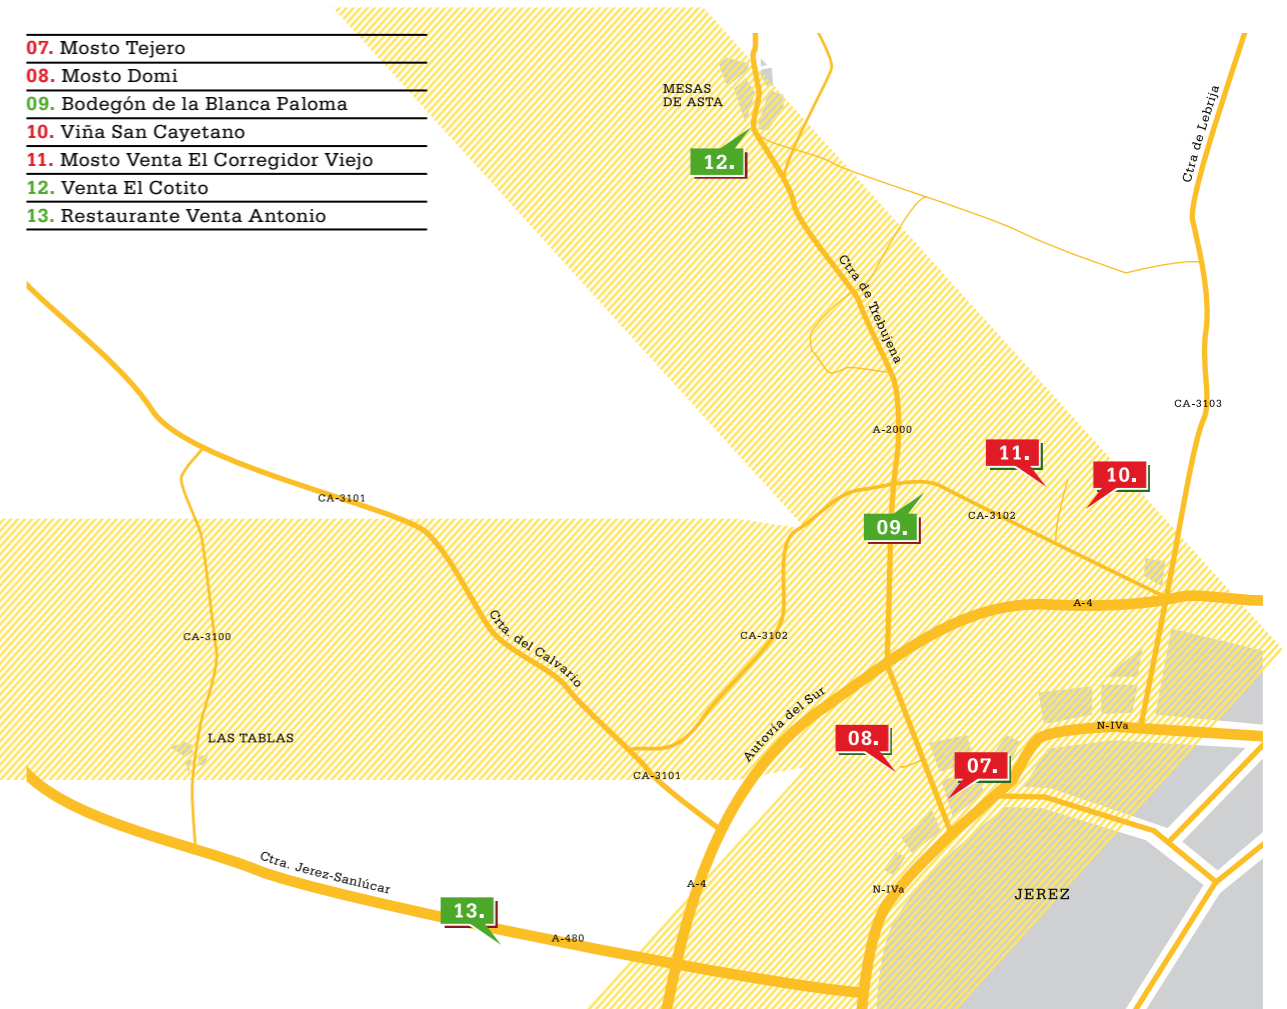 07. Mosto Tejero
08. Mosto Domi
09. Bodegón de la Blanca Paloma
10. Viña San Cayetano
11. Mosto Venta El Corregidor Viejo
12. Venta El Cotito
13. Restaurante Venta Antonio
MESAS
DE ASTA
12.
Ctra de Lebrija
Ctra de Trebujena
CA-3103
A-2000
11.
10.
CA-3101
CA-3102
09.
A-4
Crta. del Calvario
CA-3100
CA-3102
Autovía del Sur
N-IVa
LAS TABLAS
08.
07.
CA-3101
Ctra. Jerez-Sanlúcar
A-4
N-IVa
JEREZ
13.
A-480